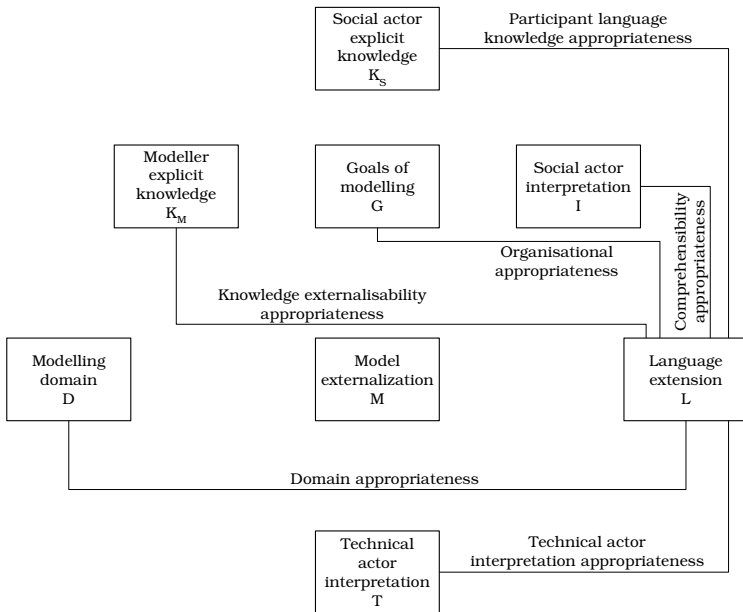 Social actor
explicit
knowledge
K_S
Participant language
knowledge appropriateness
Modeller
explicit
knowledge
K_M
Goals of
modelling
G
Social actor
interpretation
I
Organisational
appropriateness
Comprehensibility
appropriateness
Knowledge externalisability
appropriateness
Modelling
domain
D
Model
externalization
M
Language
extension
L
Domain appropriateness
Technical
actor
interpretation
T
Technical actor
interpretation appropriateness